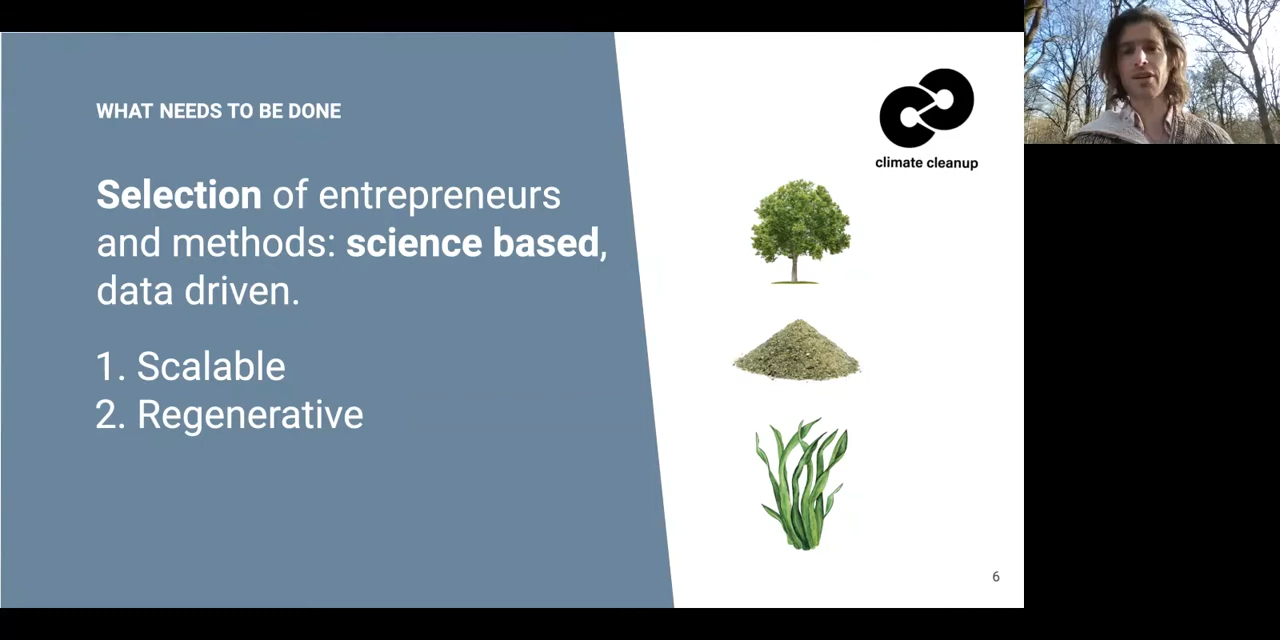 WHAT NEEDS TO BE DONE
Selection of entrepreneurs
and methods: science based,
data driven.
1. Scalable
2. Regenerative
climate cleanup
6